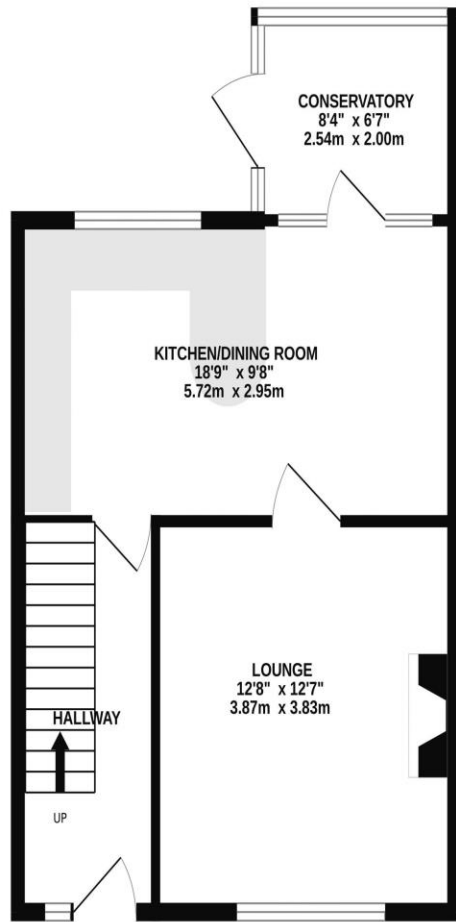 CONSERVATORY
8'4" x 6'7"
2.54m x 2.00m
KITCHEN/DINING ROOM
18'9" x 9'8"
5.72m x 2.95m
LOUNGE
12'8" x 12'7"
3.87m x 3.83m
HALLWAY
UP